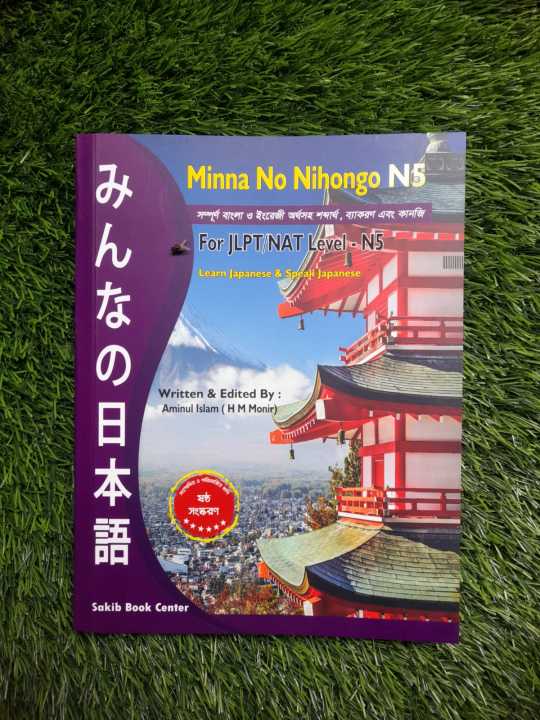 みんなの日本語
Minna No Nihongo N5
সম্পূর্ণ বাংলা ও ইংরেজী অর্থসহ শব্দার্থ, ব্যাকরণ এবং কানজি
For JLPT/NAT Level - N5
Learn Japanese & Speak Japanese
Written & Edited By :
Aminul Islam ( H M Monir)
ষষ্ঠ
সংস্করণ
Sakib Book Center